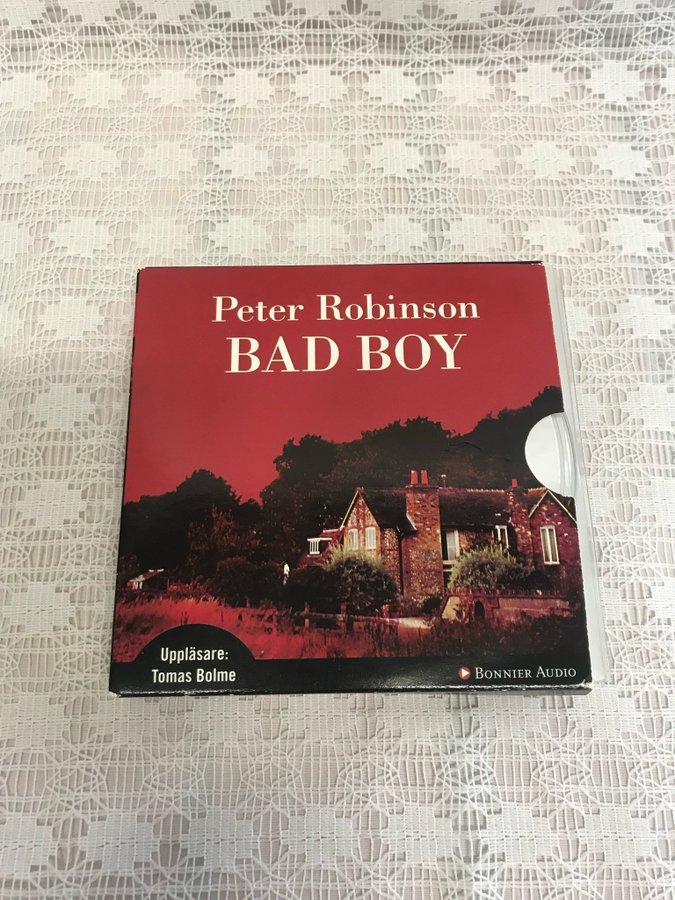 Peter Robinson
BAD BOY
Uppläsare:
Tomas Bolme
BONNIER AUDIO